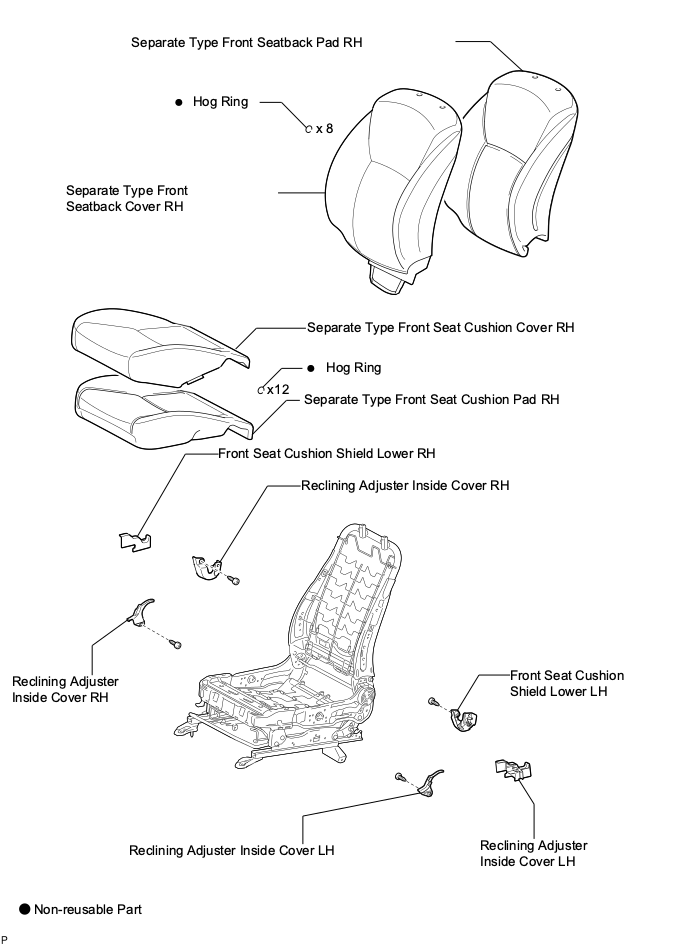 Separate Type Front Seatback Pad RH
● Hog Ring
x 8
Separate Type Front
Seatback Cover RH
Separate Type Front Seat Cushion Cover RH
● Hog Ring
x12
Separate Type Front Seat Cushion Pad RH
Front Seat Cushion Shield Lower RH
Reclining Adjuster Inside Cover RH
Reclining Adjuster
Inside Cover RH
Front Seat Cushion
Shield Lower LH
Reclining Adjuster Inside Cover LH
Reclining Adjuster
Inside Cover LH
● Non-reusable Part
P